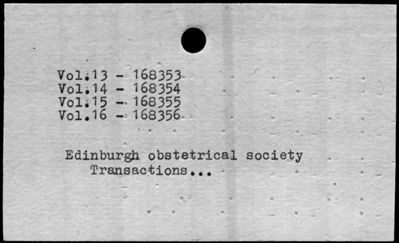 Vol.13 - 168353
Vol.14 - 168354
Vol.15 - 168355
Vol.16 - 168356
Edinburgh obstetrical society
Transactions...